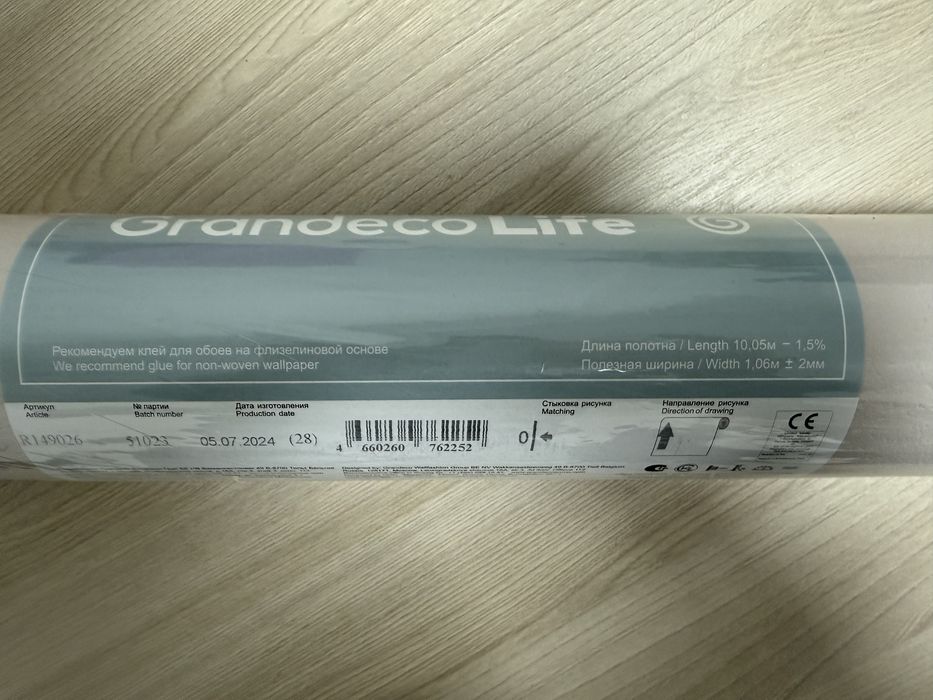 Grandeco Life
Рекомендуем клей для обоев на флизелиновой основе
We recommend glue for non-woven wallpaper
Длина полотна / Length 10.05м – 1,5%
Полезная ширина / Width 1,06м ± 2мм
Артикул
Article
R149026
№ партии
Batch number
51023
Дата изготовления
Production date
05.07.2024 (28)
4 660260 762252
Стыковка рисунка
Matching
0
Направление рисунка
Direction of drawing
CE